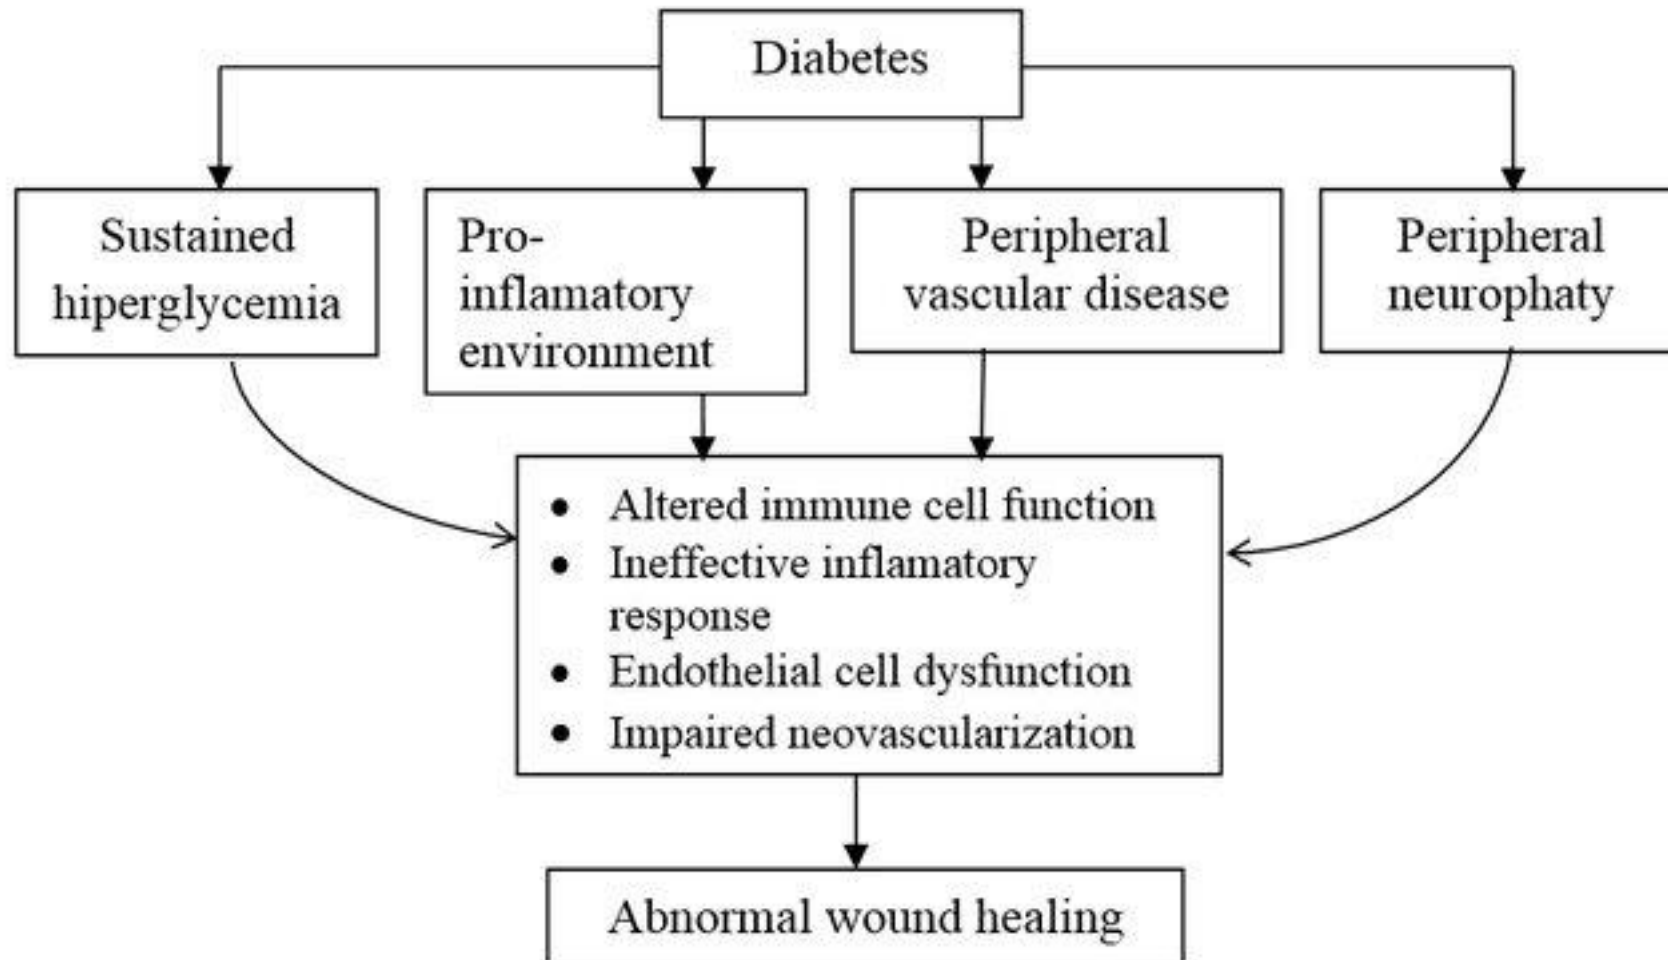 Diabetes
Sustained
hiperglycemia
Pro-
inflamatory
environment
Peripheral
vascular disease
Peripheral
neurophaty
• Altered immune cell function
• Ineffective inflamatory
response
• Endothelial cell dysfunction
• Impaired neovascularization
Abnormal wound healing